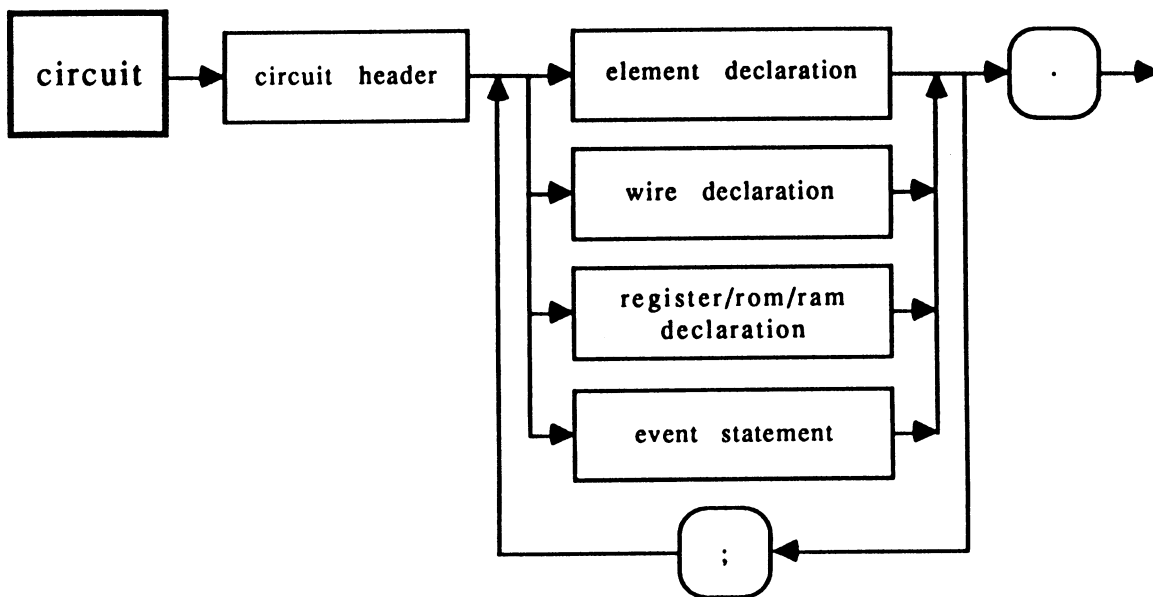 circuit
circuit header
element declaration
.
wire declaration
register/rom/ram
declaration
event statement
;